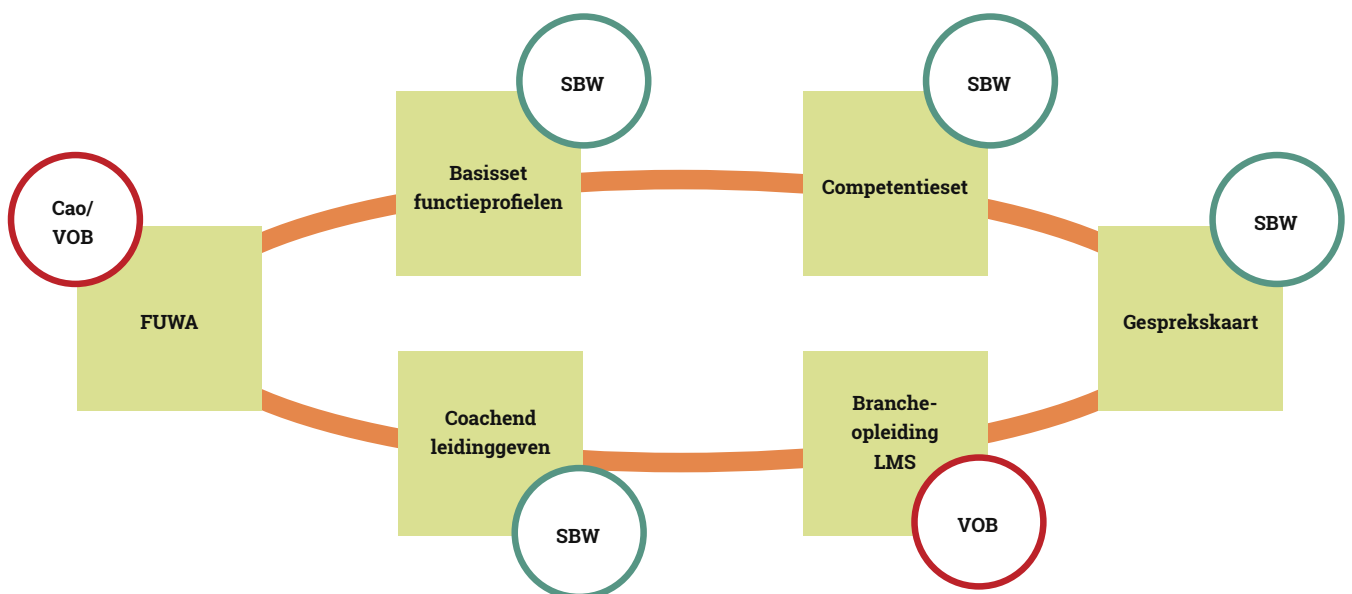 SBW
Basisset
functieprofielen
SBW
Competentieset
Cao/
VOB
FUWA
SBW
Gesprekskaart
Coachend
leidinggeven
SBW
Branche-
opleiding
LMS
VOB